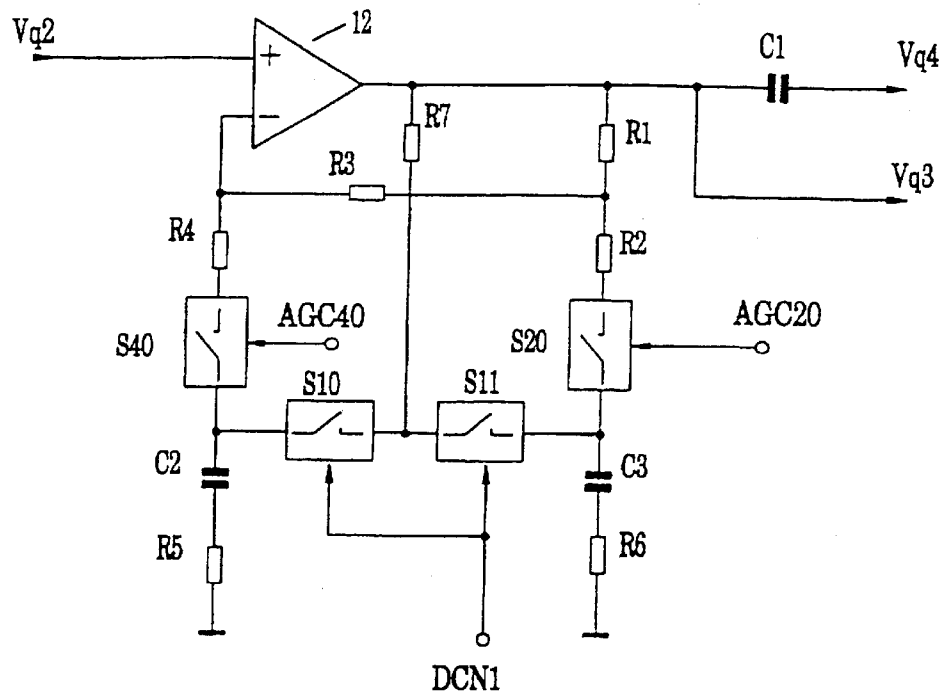 Vq2
12
C1
Vq4
R7
R1
R3
Vq3
R4
R2
AGC40
AGC20
S40
S20
S10
S11
C2
C3
R5
R6
DCN1